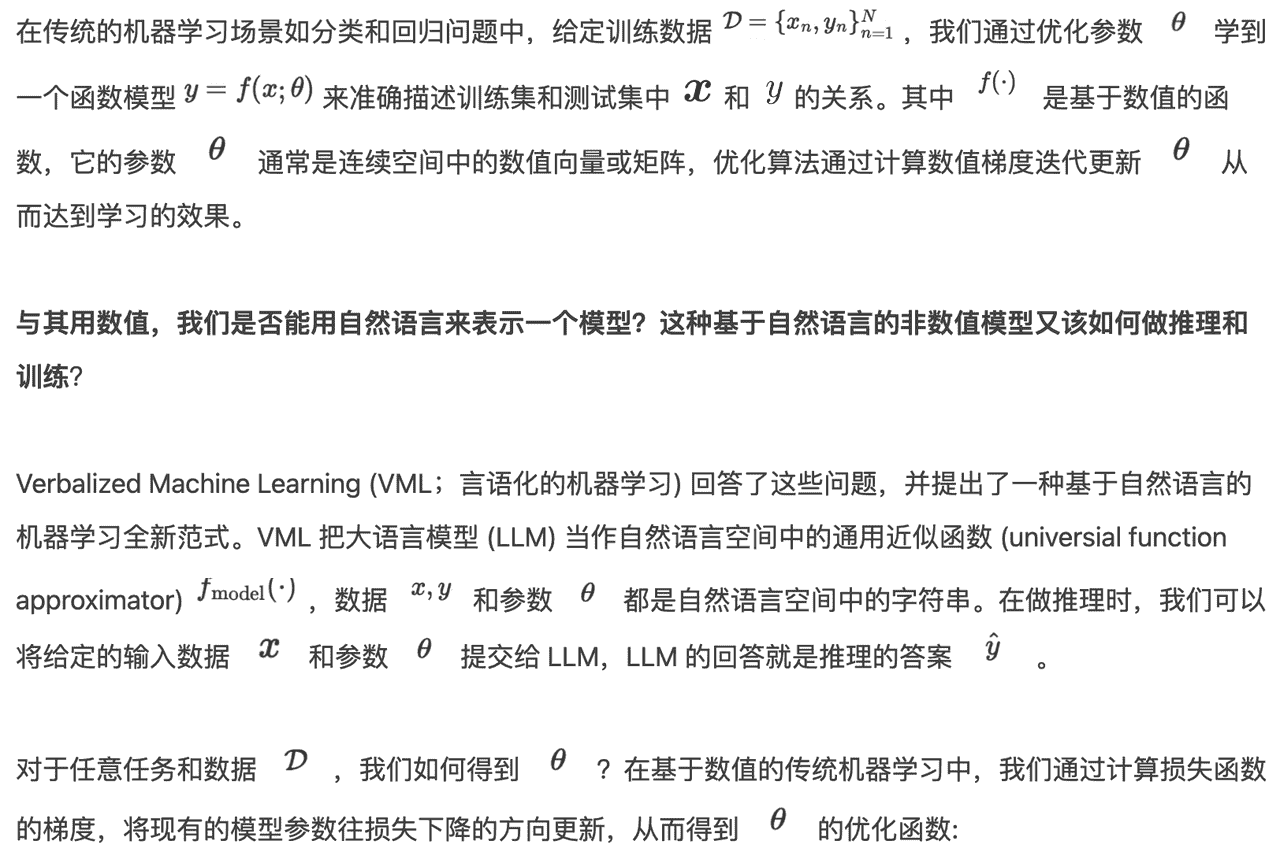 在传统的机器学习场景如分类和回归问题中，给定训练数据 𝒟 = {xₙ, yₙ}ₙ₌₁ᴺ ，我们通过优化参数 θ 学到
一个函数模型 y = f(x; θ) 来准确描述训练集和测试集中 x 和 y 的关系。其中 f(·) 是基于数值的函
数，它的参数 θ 通常是连续空间中的数值向量或矩阵，优化算法通过计算数值梯度迭代更新 θ 从
而达到学习的效果。
与其用数值，我们是否能用自然语言来表示一个模型？这种基于自然语言的非数值模型又该如何做推理和
训练?
Verbalized Machine Learning (VML；言语化的机器学习) 回答了这些问题，并提出了一种基于自然语言的
机器学习全新范式。VML 把大语言模型 (LLM) 当作自然语言空间中的通用近似函数 (universial function
approximator) f_model(·) ，数据 x, y 和参数 θ 都是自然语言空间中的字符串。在做推理时，我们可以
将给定的输入数据 x 和参数 θ 提交给 LLM，LLM 的回答就是推理的答案 ŷ 。
对于任意任务和数据 𝒟 ，我们如何得到 θ ？在基于数值的传统机器学习中，我们通过计算损失函数
的梯度，将现有的模型参数往损失下降的方向更新，从而得到 θ 的优化函数: